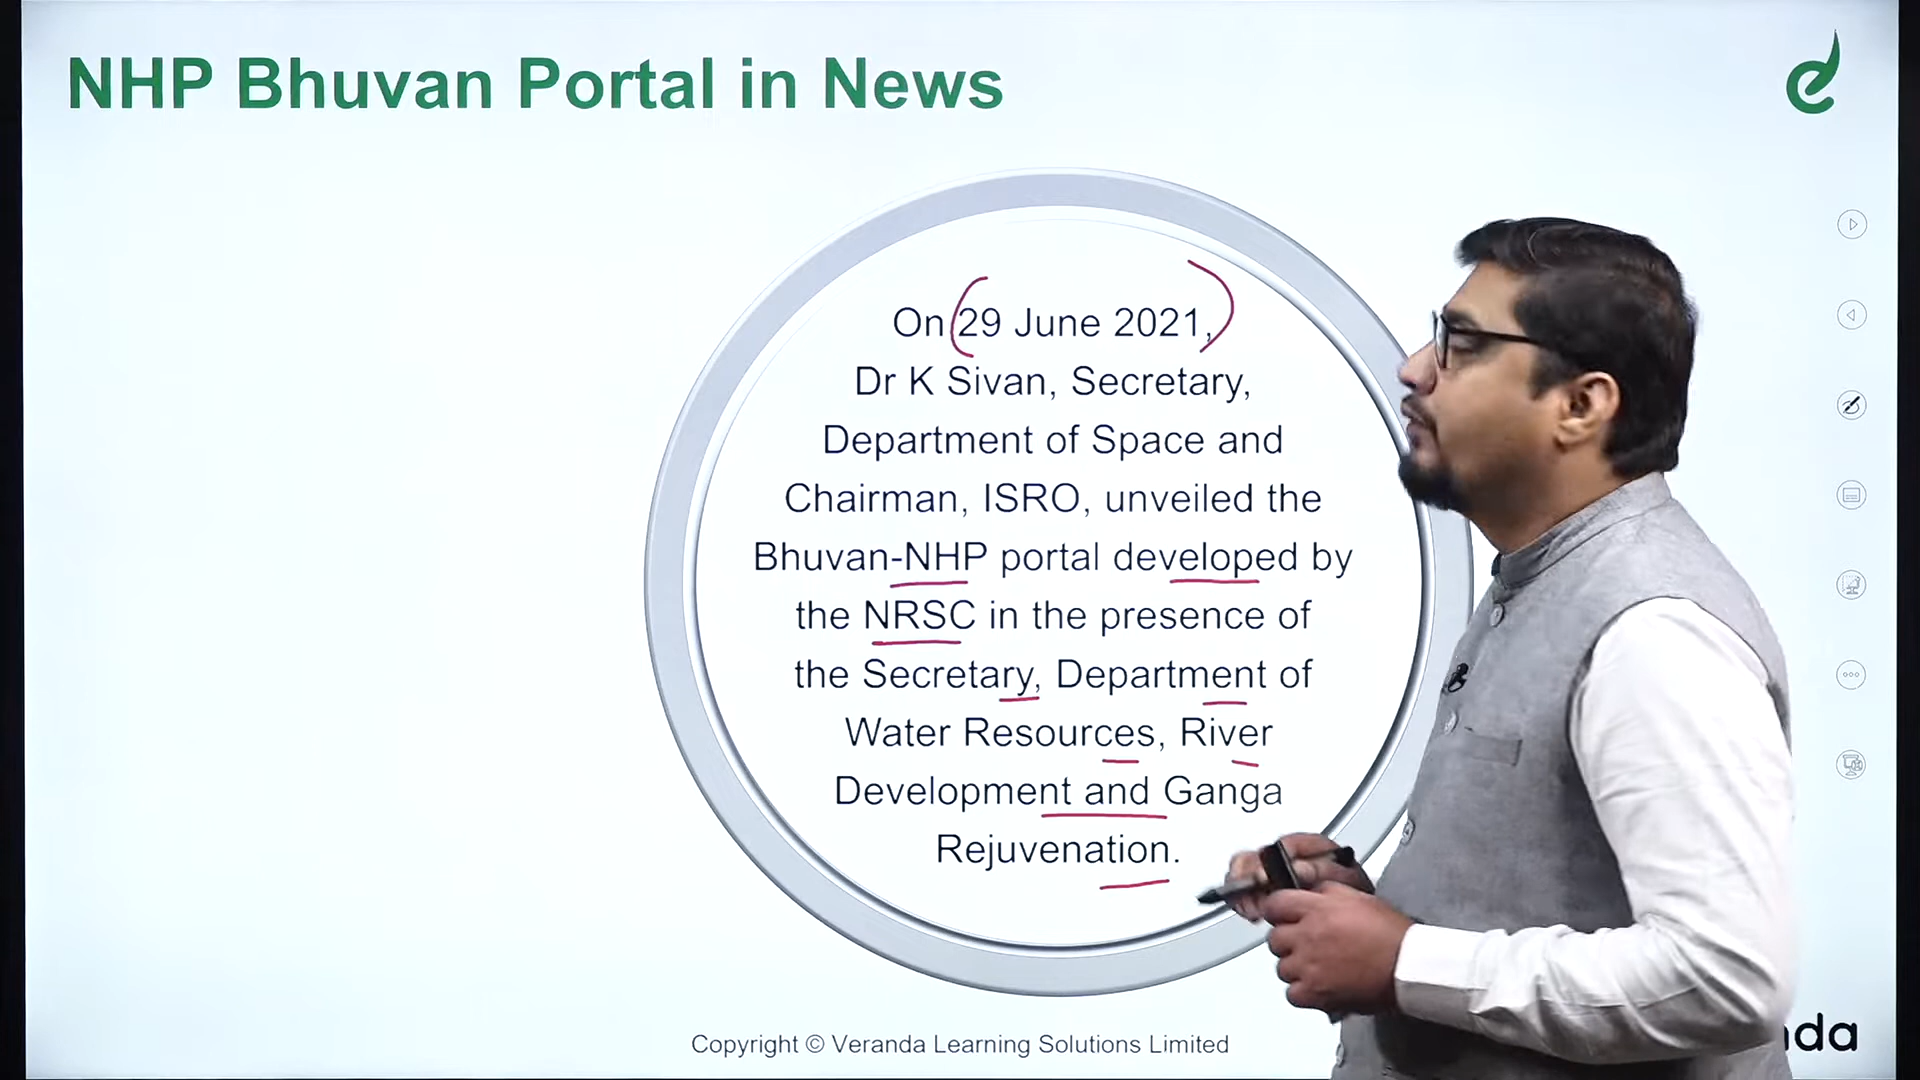 NHP Bhuvan Portal in News
On 29 June 2021,
Dr K Sivan, Secretary,
Department of Space and
Chairman, ISRO, unveiled the
Bhuvan-NHP portal developed by
the NRSC in the presence of
the Secretary, Department of
Water Resources, River
Development and Ganga
Rejuvenation.
Copyright © Veranda Learning Solutions Limited